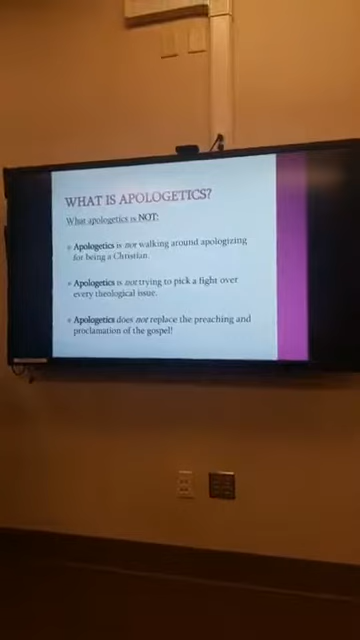 WHAT IS APOLOGETICS?
What apologetics is NOT:
Apologetics is not walking around apologizing
for being a Christian.
Apologetics is not trying to pick a fight over
every theological issue.
Apologetics does not replace the preaching and
proclamation of the gospel!